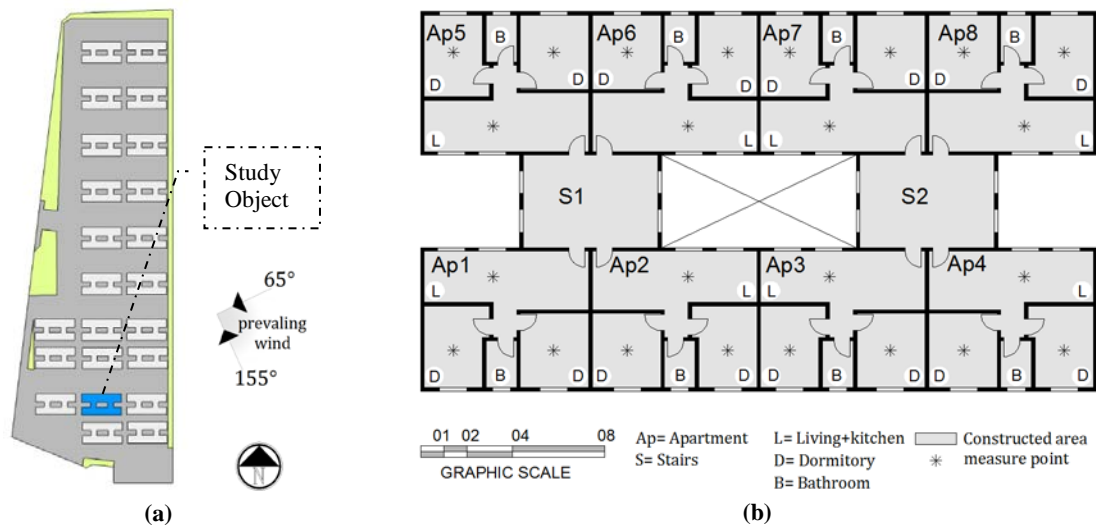 (a)
Study
Object
65°
prevaling
wind
155°
N
(a)
(b)
Ap5 B Ap6 B Ap7 B Ap8 B
D D D D D D D D
L L L L
S1 S2
Ap1 Ap2 Ap3 Ap4
L L L L
D B D D B D D B D D B D
01 02 04 08
GRAPHIC SCALE
Ap= Apartment
S= Stairs
L= Living+kitchen
D= Dormitory
B= Bathroom
Constructed area
measure point
(b)